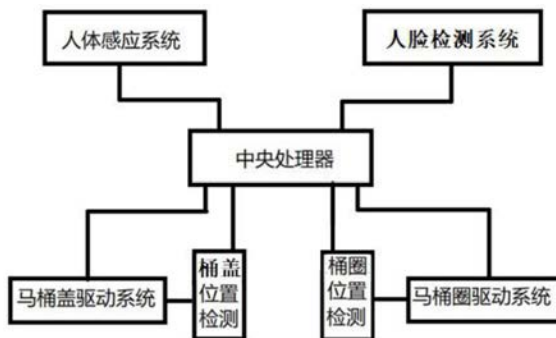 人体感应系统
人脸检测系统
中央处理器
马桶盖驱动系统
桶盖
位置
检测
桶圈
位置
检测
马桶圈驱动系统